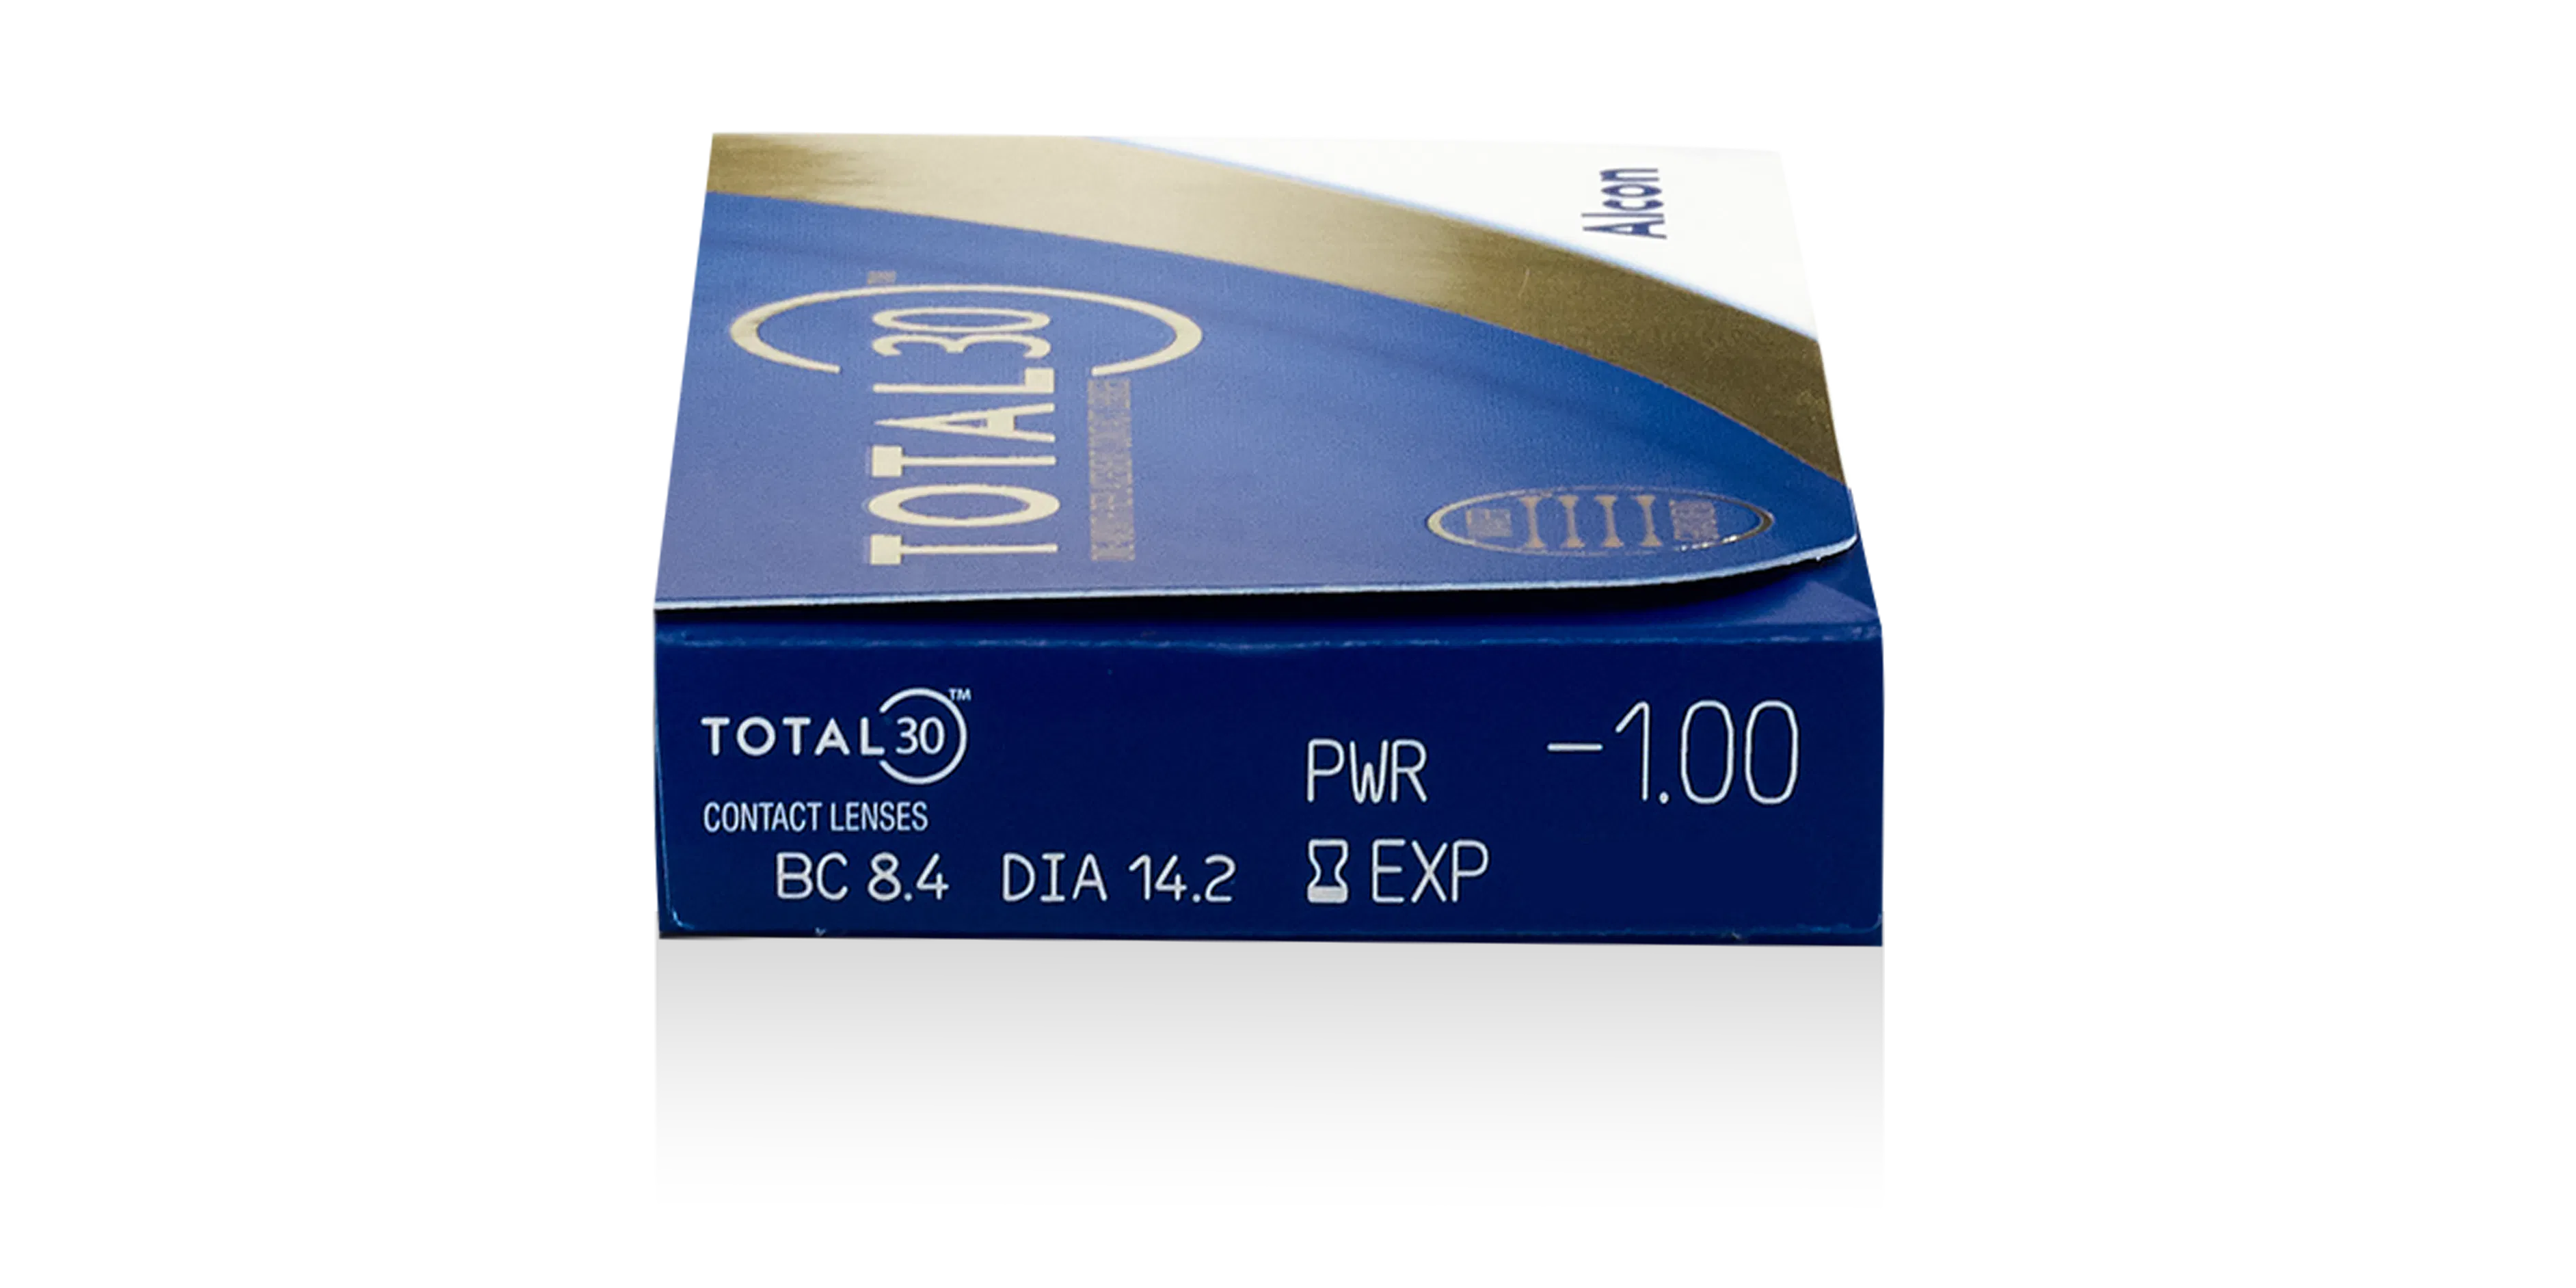 Alcon
TOTAL30
TOTAL30™
CONTACT LENSES
PWR -1.00
BC 8.4 DIA 14.2
EXP